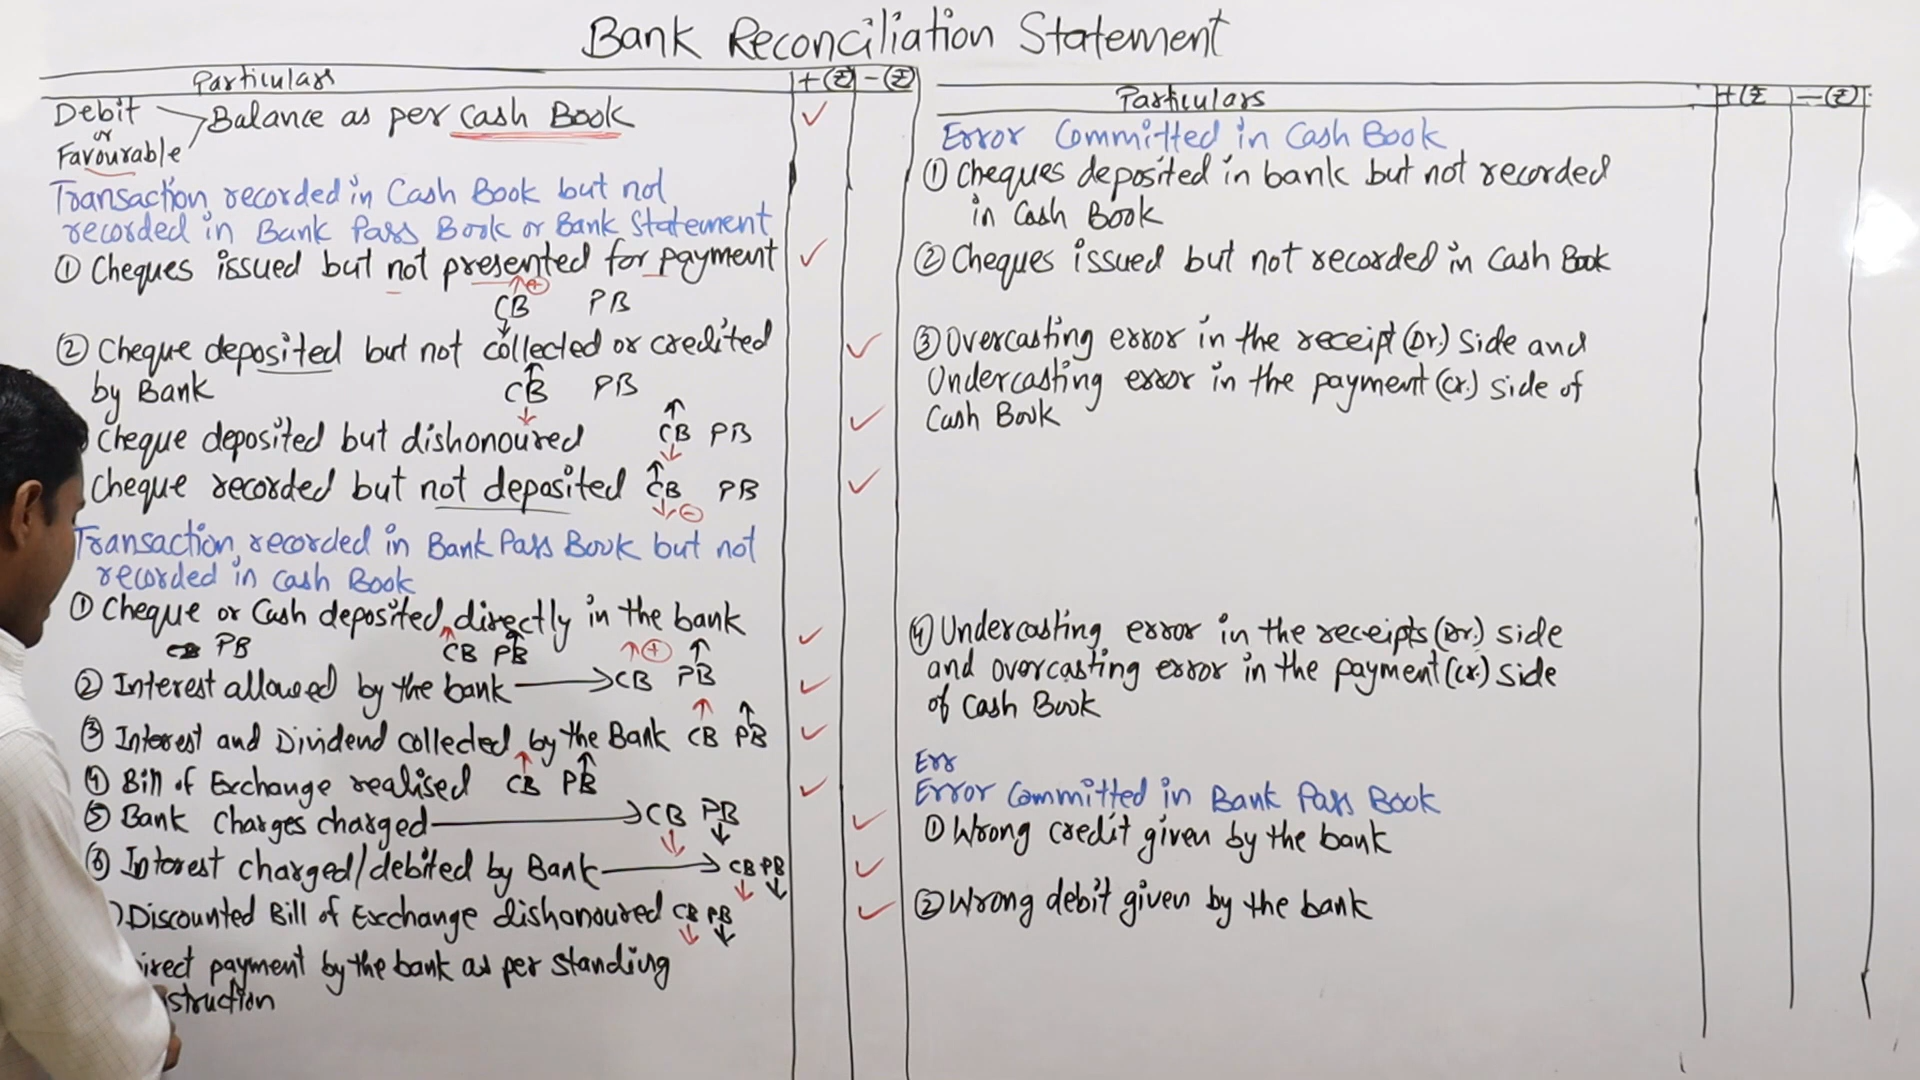 Bank Reconciliation Statement
Particulars +(₹) -(₹)
Debit
or
Favourable
Balance as per Cash Book
Transaction recorded in Cash Book but not
recorded in Bank Pass Book or Bank Statement
① Cheques issued but not presented for payment
CB PB
② Cheque deposited but not collected or credited
by Bank
CB PB
Cheque deposited but dishonoured CB PB
Cheque recorded but not deposited CB PB
Transaction recorded in Bank Pass Book but not
recorded in Cash Book
① Cheque or Cash deposited directly in the bank
PB CB PB
② Interest allowed by the bank CB PB
③ Interest and Dividend collected by the Bank CB PB
④ Bill of Exchange realised CB PB
⑤ Bank Charges charged CB PB
⑥ Interest charged/debited by Bank CB PB
) Discounted Bill of Exchange dishonoured CB PB
irect payment by the bank as per standing
struction
Particulars +(₹ -(₹)
Error Committed in Cash Book
① Cheques deposited in bank but not recorded
in Cash Book
② Cheques issued but not recorded in Cash Book
③ Overcasting error in the receipt (Dr.) side and
Undercasting error in the payment (Cr.) side of
Cash Book
④ Undercasting error in the receipts (Dr.) side
and overcasting error in the payment (Cr.) side
of Cash Book
Err
Error Committed in Bank Pass Book
① Wrong credit given by the bank
② Wrong debit given by the bank